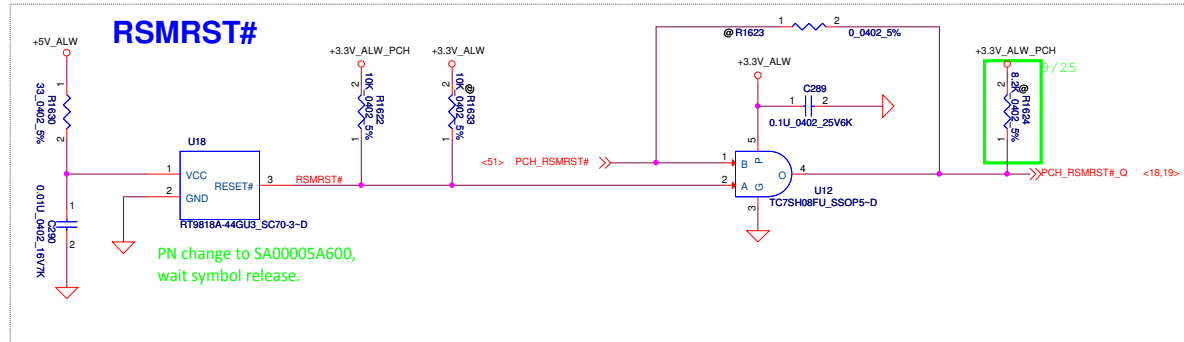 RSMRST#
+5V_ALW
1
R1630
33_0402_5%
2
1
0.01U_0402_16V7K
C290
2
U18
1
VCC
2
GND
RESET#
3
RSMRST#
RT9818A-44GU3_SC70-3~D
PN change to SA00005A600,
wait symbol release.
+3.3V_ALW_PCH
2
10K_0402_5%
R1622
1
+3.3V_ALW
2
10K_0402_5%
@R1633
1
1
2
@R1623
0_0402_5%
+3.3V_ALW
C289
1
2
0.1U_0402_25V6K
5
<51>
PCH_RSMRST#
1
B
P
2
A
G
O
4
3
U12
TC7SH08FU_SSOP5~D
+3.3V_ALW_PCH
9/25
2
8.2K_0402_5%
@R1624
1
PCH_RSMRST#_Q
<18,19>